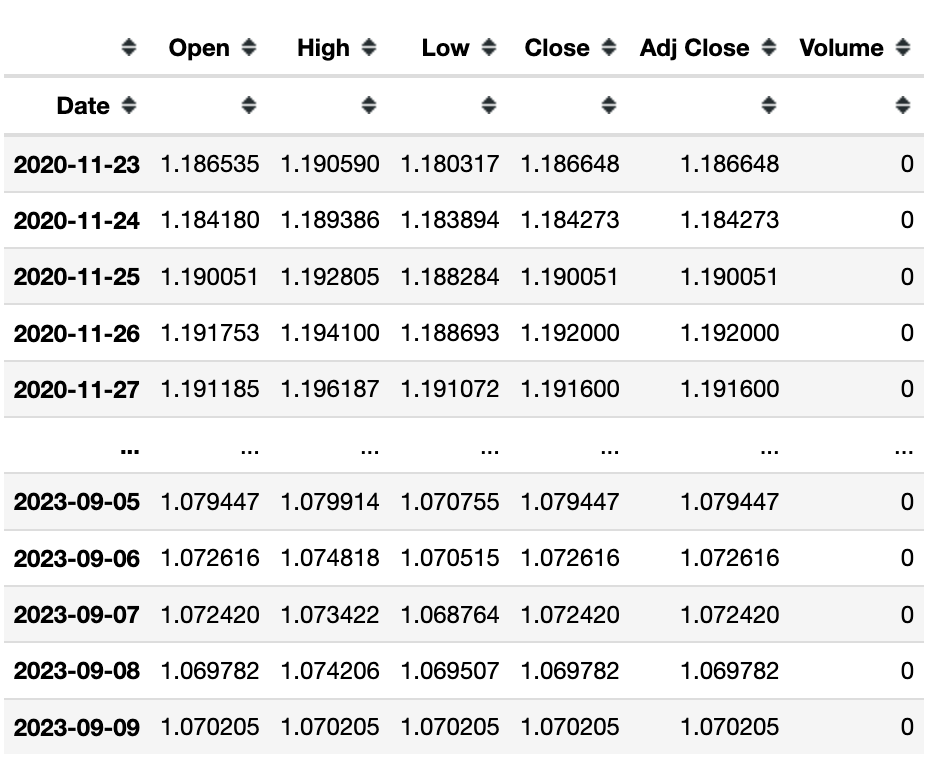 Open High Low Close Adj Close Volume
Date
2020-11-23 1.186535 1.190590 1.180317 1.186648 1.186648 0
2020-11-24 1.184180 1.189386 1.183894 1.184273 1.184273 0
2020-11-25 1.190051 1.192805 1.188284 1.190051 1.190051 0
2020-11-26 1.191753 1.194100 1.188693 1.192000 1.192000 0
2020-11-27 1.191185 1.196187 1.191072 1.191600 1.191600 0
... ... ... ... ... ... ...
2023-09-05 1.079447 1.079914 1.070755 1.079447 1.079447 0
2023-09-06 1.072616 1.074818 1.070515 1.072616 1.072616 0
2023-09-07 1.072420 1.073422 1.068764 1.072420 1.072420 0
2023-09-08 1.069782 1.074206 1.069507 1.069782 1.069782 0
2023-09-09 1.070205 1.070205 1.070205 1.070205 1.070205 0